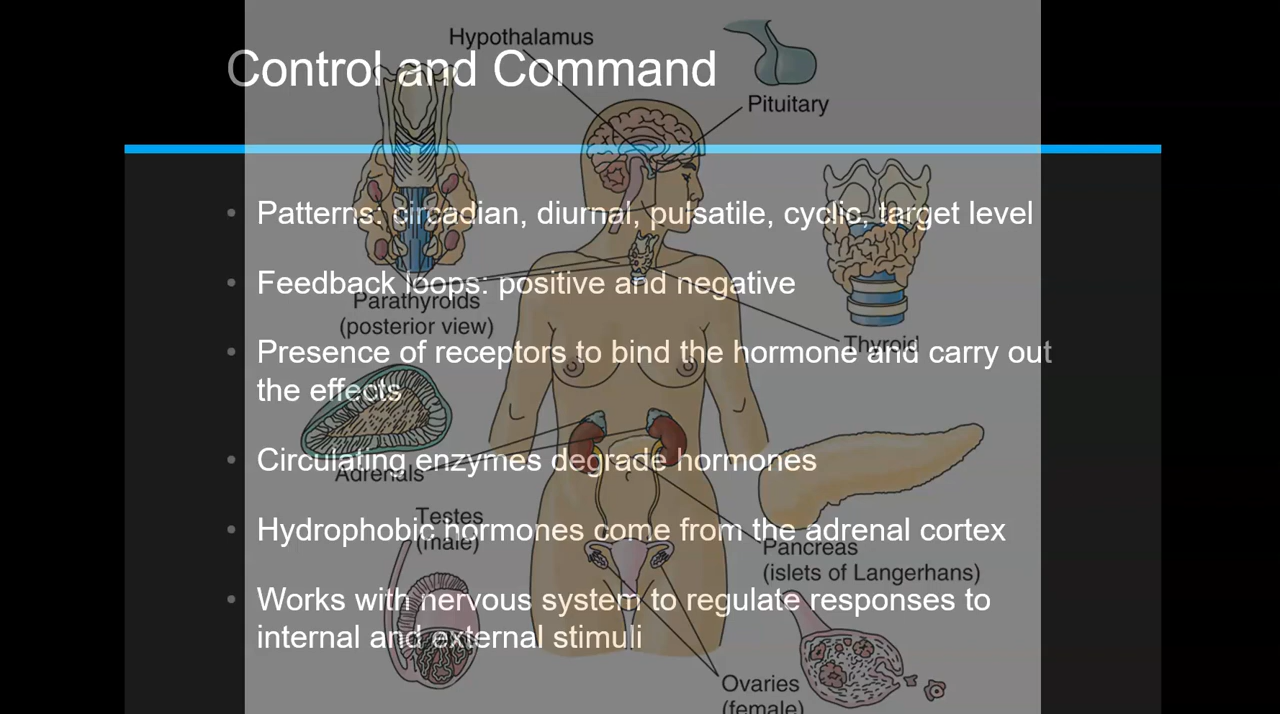 Hypothalamus
Control and Command
Pituitary
• Patterns: circadian, diurnal, pulsatile, cyclic, target level
• Feedback loops: positive and negative
Parathyroids
(posterior view)
Thyroid
• Presence of receptors to bind the hormone and carry out
the effects
• Circulating enzymes degrade hormones
Adrenals
Testes
(male)
• Hydrophobic hormones come from the adrenal cortex
Pancreas
(islets of Langerhans)
• Works with nervous system to regulate responses to
internal and external stimuli
Ovaries
(female)